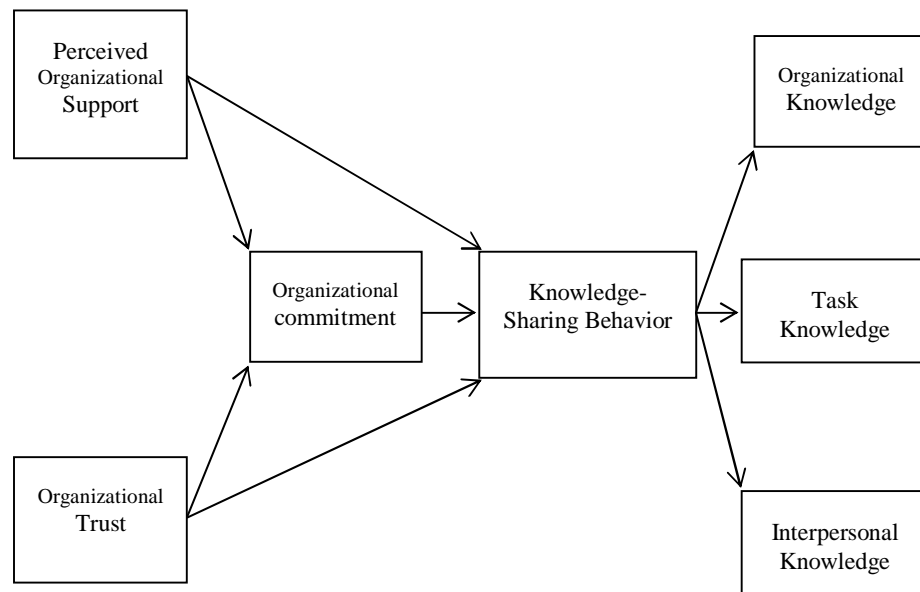 Perceived
Organizational
Support
Organizational
Trust
Organizational
commitment
Knowledge-
Sharing Behavior
Organizational
Knowledge
Task
Knowledge
Interpersonal
Knowledge